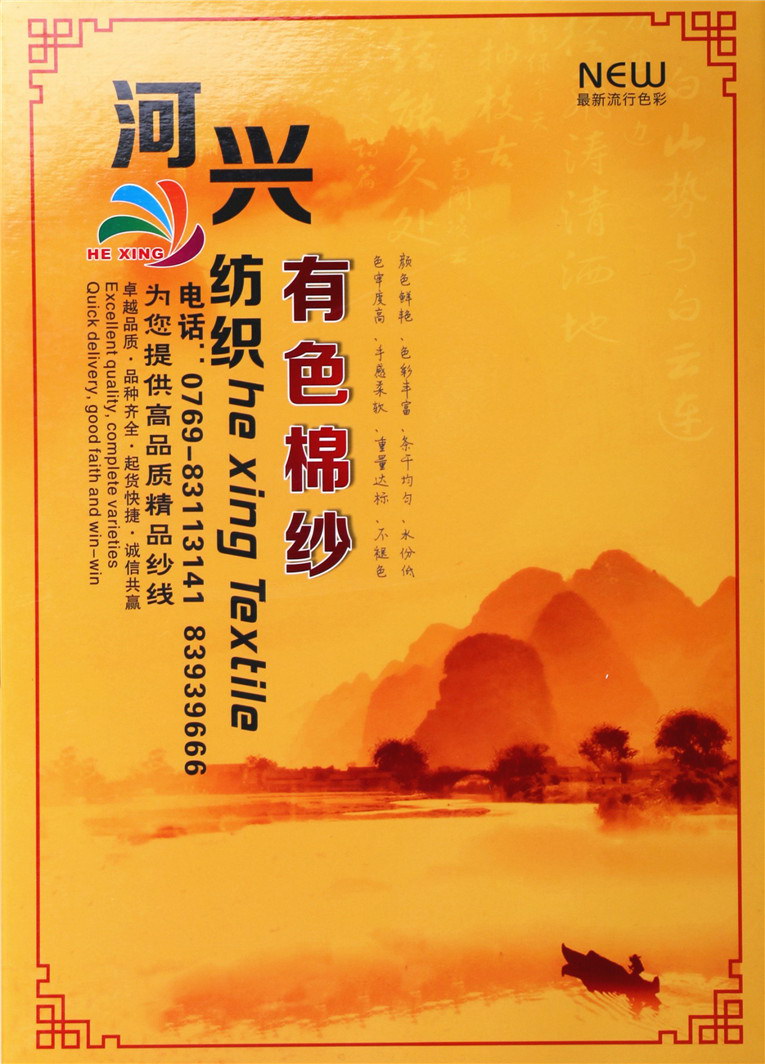 NEW
最新流行色彩
河兴
纺织 he xing Textile
HE XING
有色棉纱
颜色鲜艳、色彩丰富、条干均匀、水份低
色牢度高、手感柔软、重量达标、不褪色
电话：0769-83113141 83939666
为您提供高品质精品纱线
卓越品质·品种齐全·起货快捷·诚信共赢
Excellent quality, complete varieties
Quick delivery, good faith and win-win